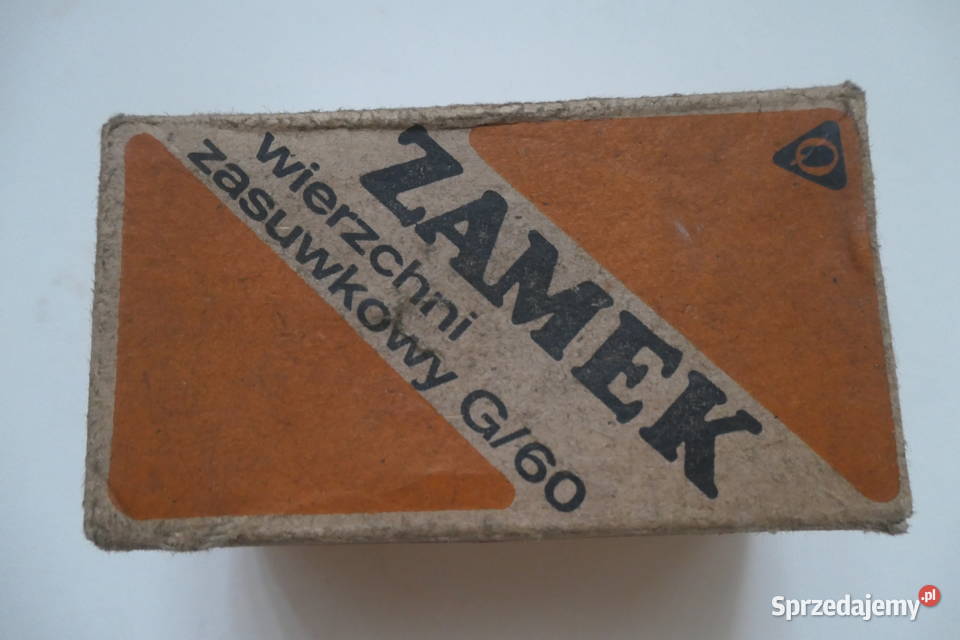 ZAMEK
wierzchni
zasuwkowy G/60
Sprzedajemy.pl